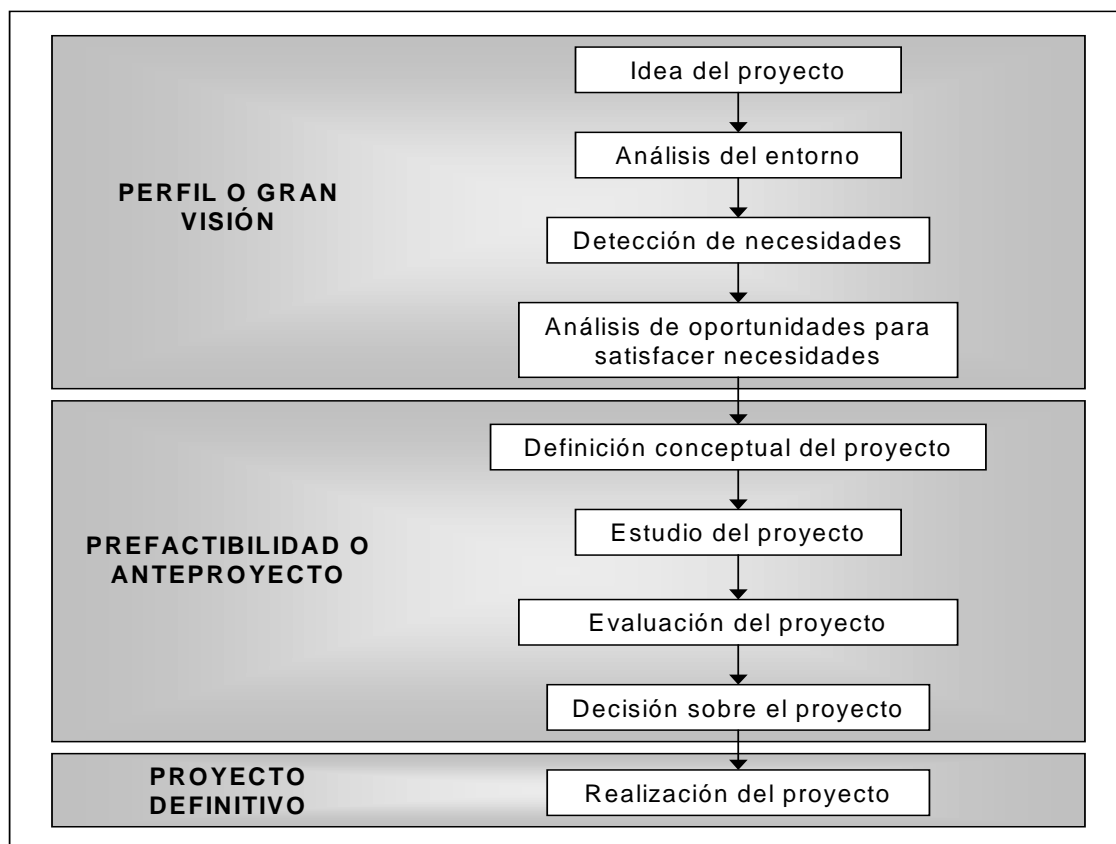 Idea del proyecto
Análisis del entorno
PERFIL O GRAN
VISIÓN
Detección de necesidades
Análisis de oportunidades para
satisfacer necesidades
Definición conceptual del proyecto
Estudio del proyecto
PREFACTIBILIDAD O
ANTEPROYECTO
Evaluación del proyecto
Decisión sobre el proyecto
PROYECTO
DEFINITIVO
Realización del proyecto